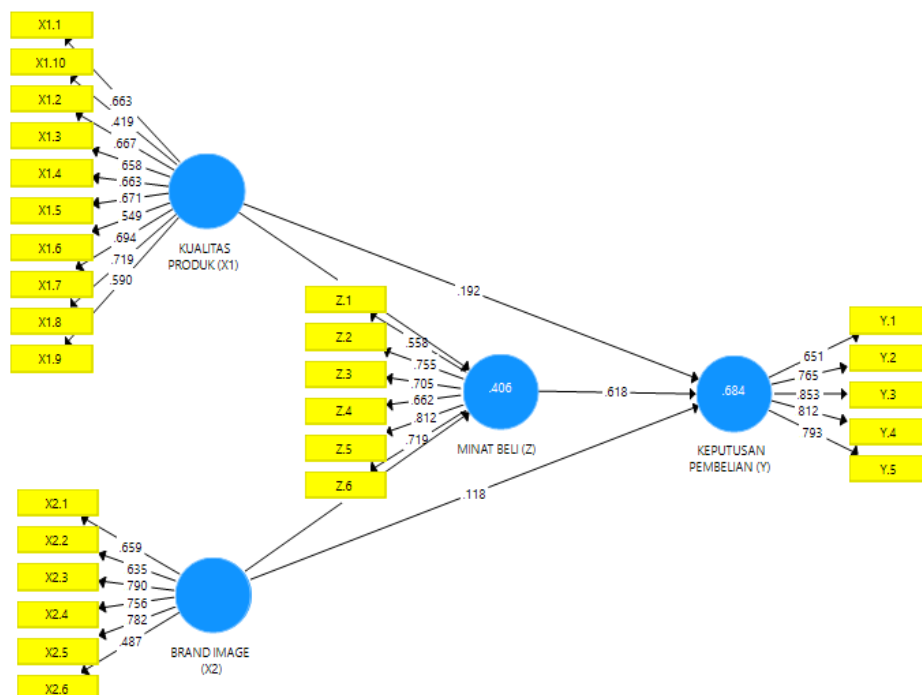 X1.1
X1.10
X1.2
X1.3
X1.4
X1.5
X1.6
X1.7
X1.8
X1.9
.663
.419
.667
658
.663
.671
549
.694
.719
.590
KUALITAS
PRODUK (X1)
.192
Z.1
Z.2
Z.3
Z.4
Z.5
Z.6
.558
.755
.705
.662
.812
.719
.406
MINAT BELI (Z)
.618
.118
.684
KEPUTUSAN
PEMBELIAN (Y)
651
765
.853
812
793
Y.1
Y.2
Y.3
Y.4
Y.5
X2.1
X2.2
X2.3
X2.4
X2.5
X2.6
.659
635
790
756
782
.487
BRAND IMAGE
(X2)